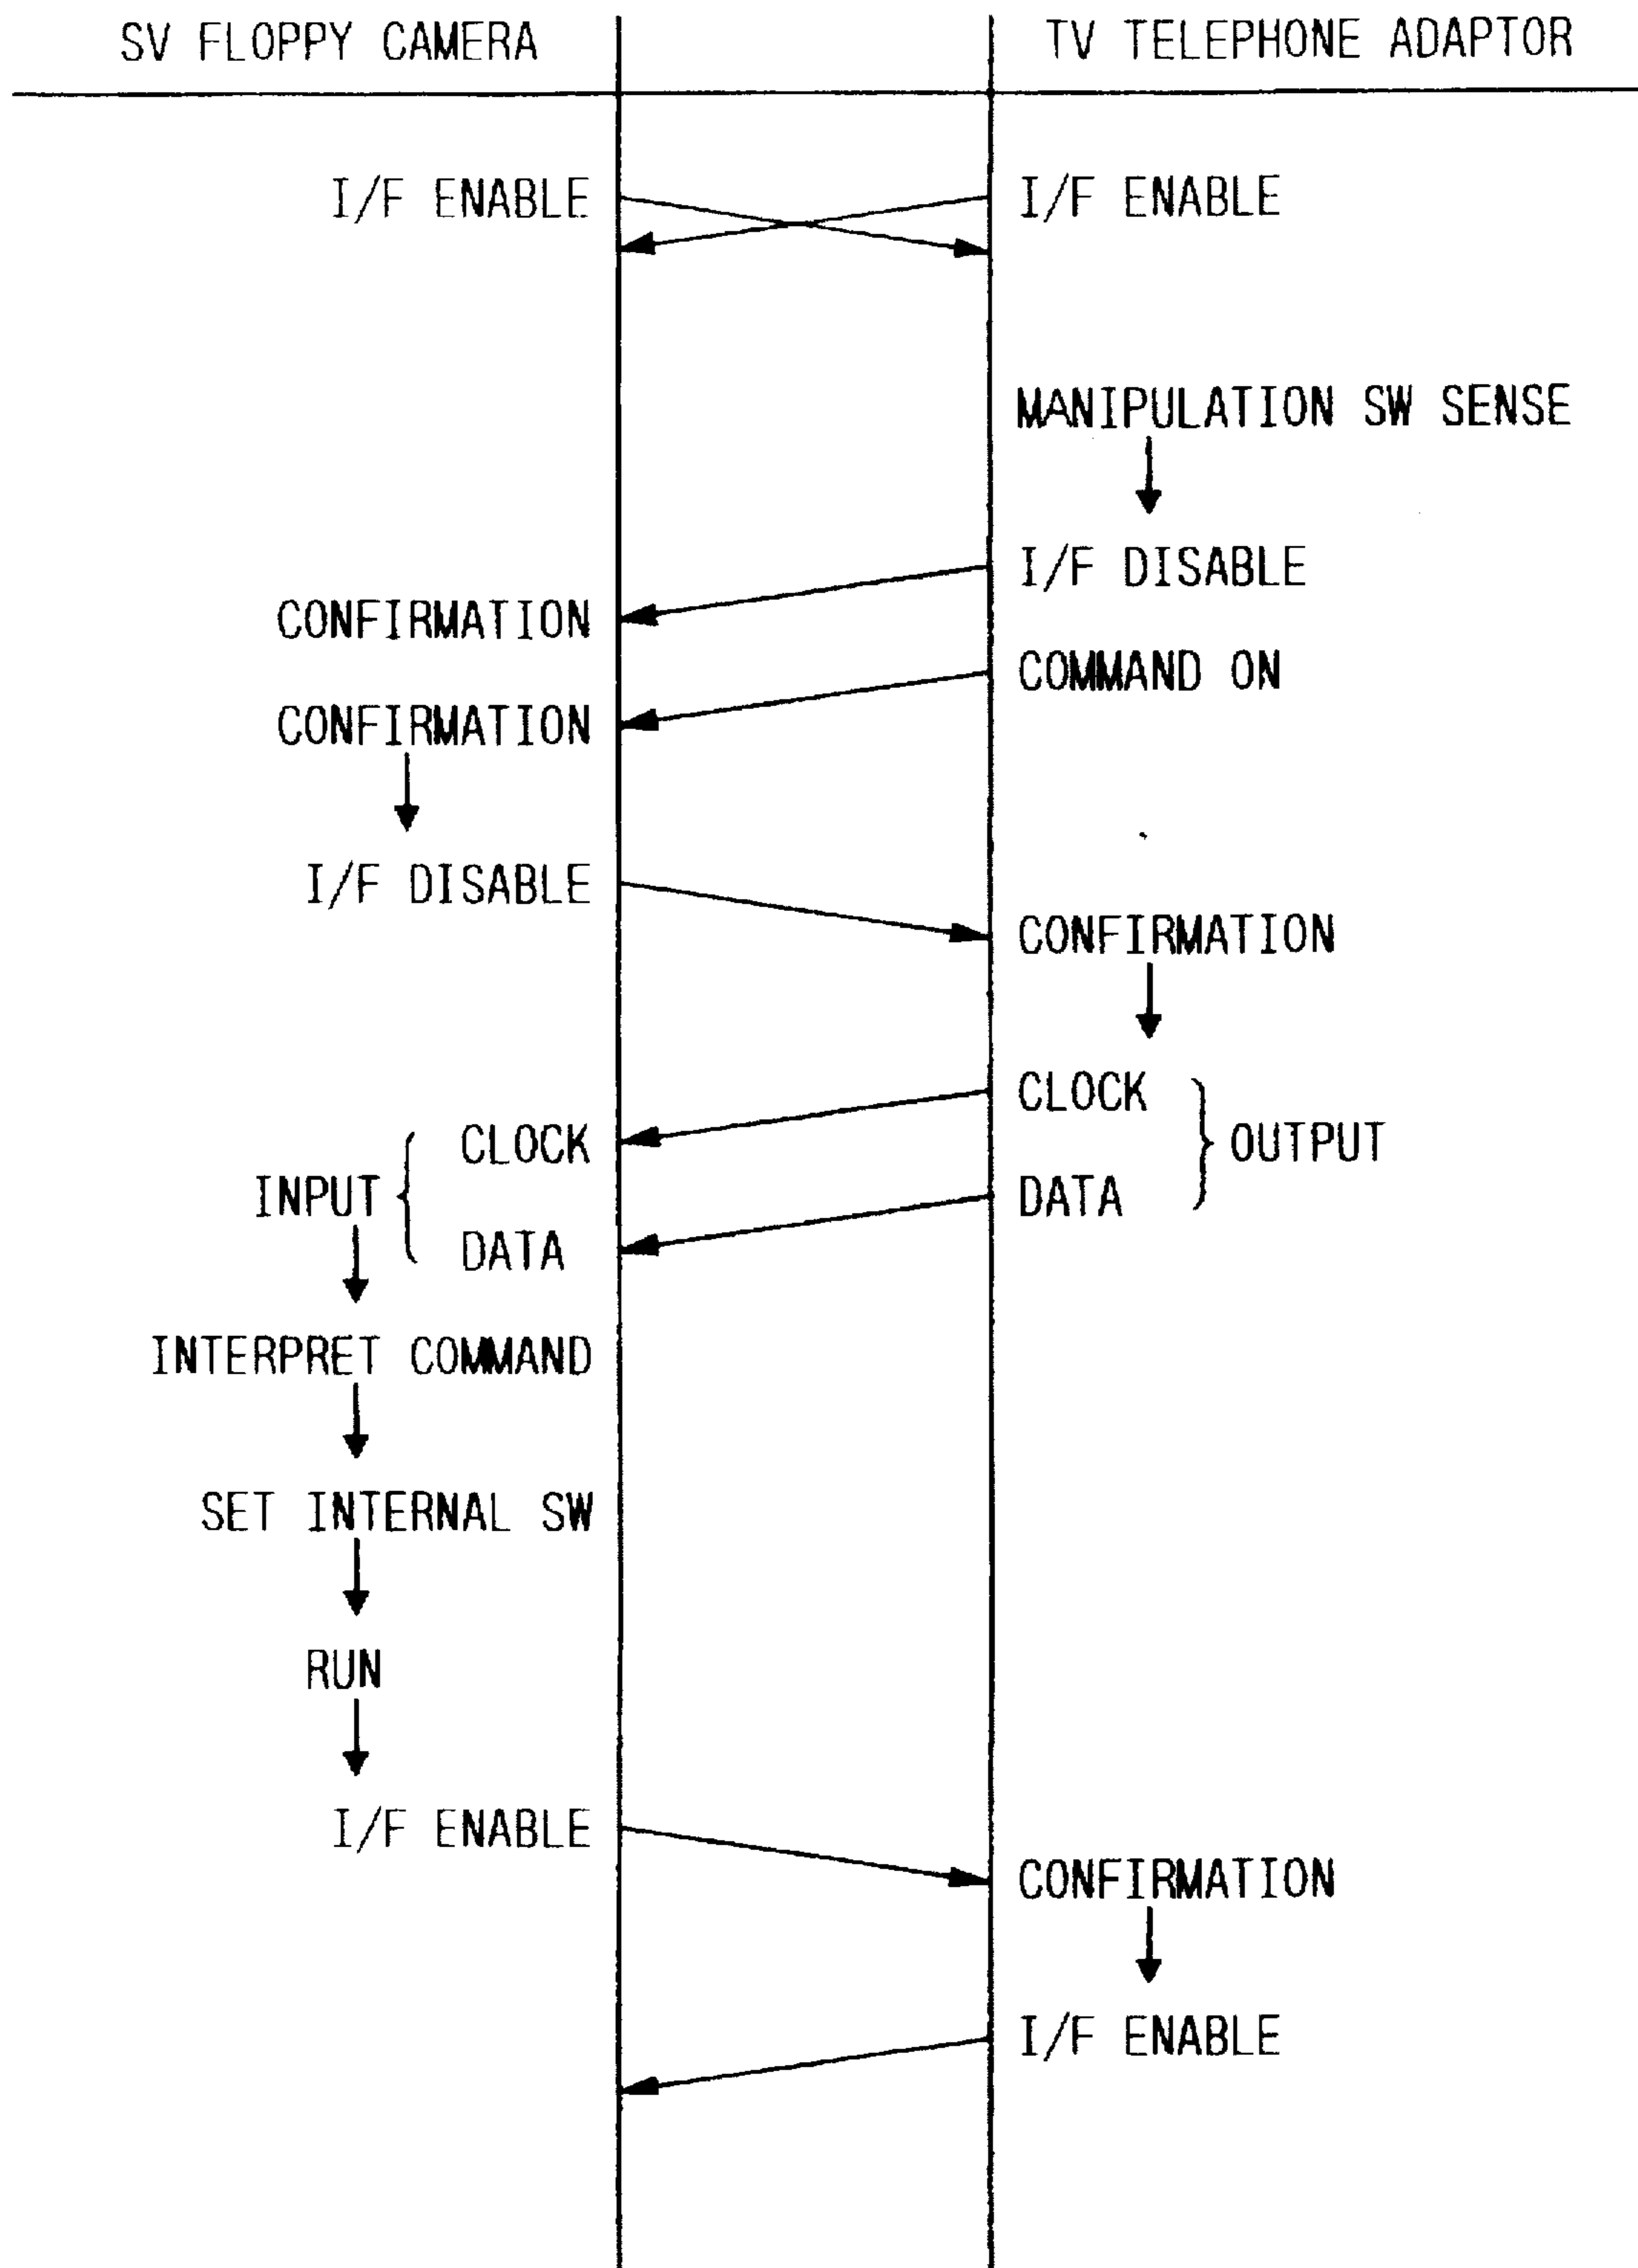 SV FLOPPY CAMERA
TV TELEPHONE ADAPTOR
I/F ENABLE
I/F ENABLE
MANIPULATION SW SENSE
I/F DISABLE
CONFIRMATION
COMMAND ON
CONFIRMATION
I/F DISABLE
CONFIRMATION
CLOCK
OUTPUT
CLOCK
INPUT
DATA
DATA
INTERPRET COMMAND
SET INTERNAL SW
RUN
I/F ENABLE
CONFIRMATION
I/F ENABLE